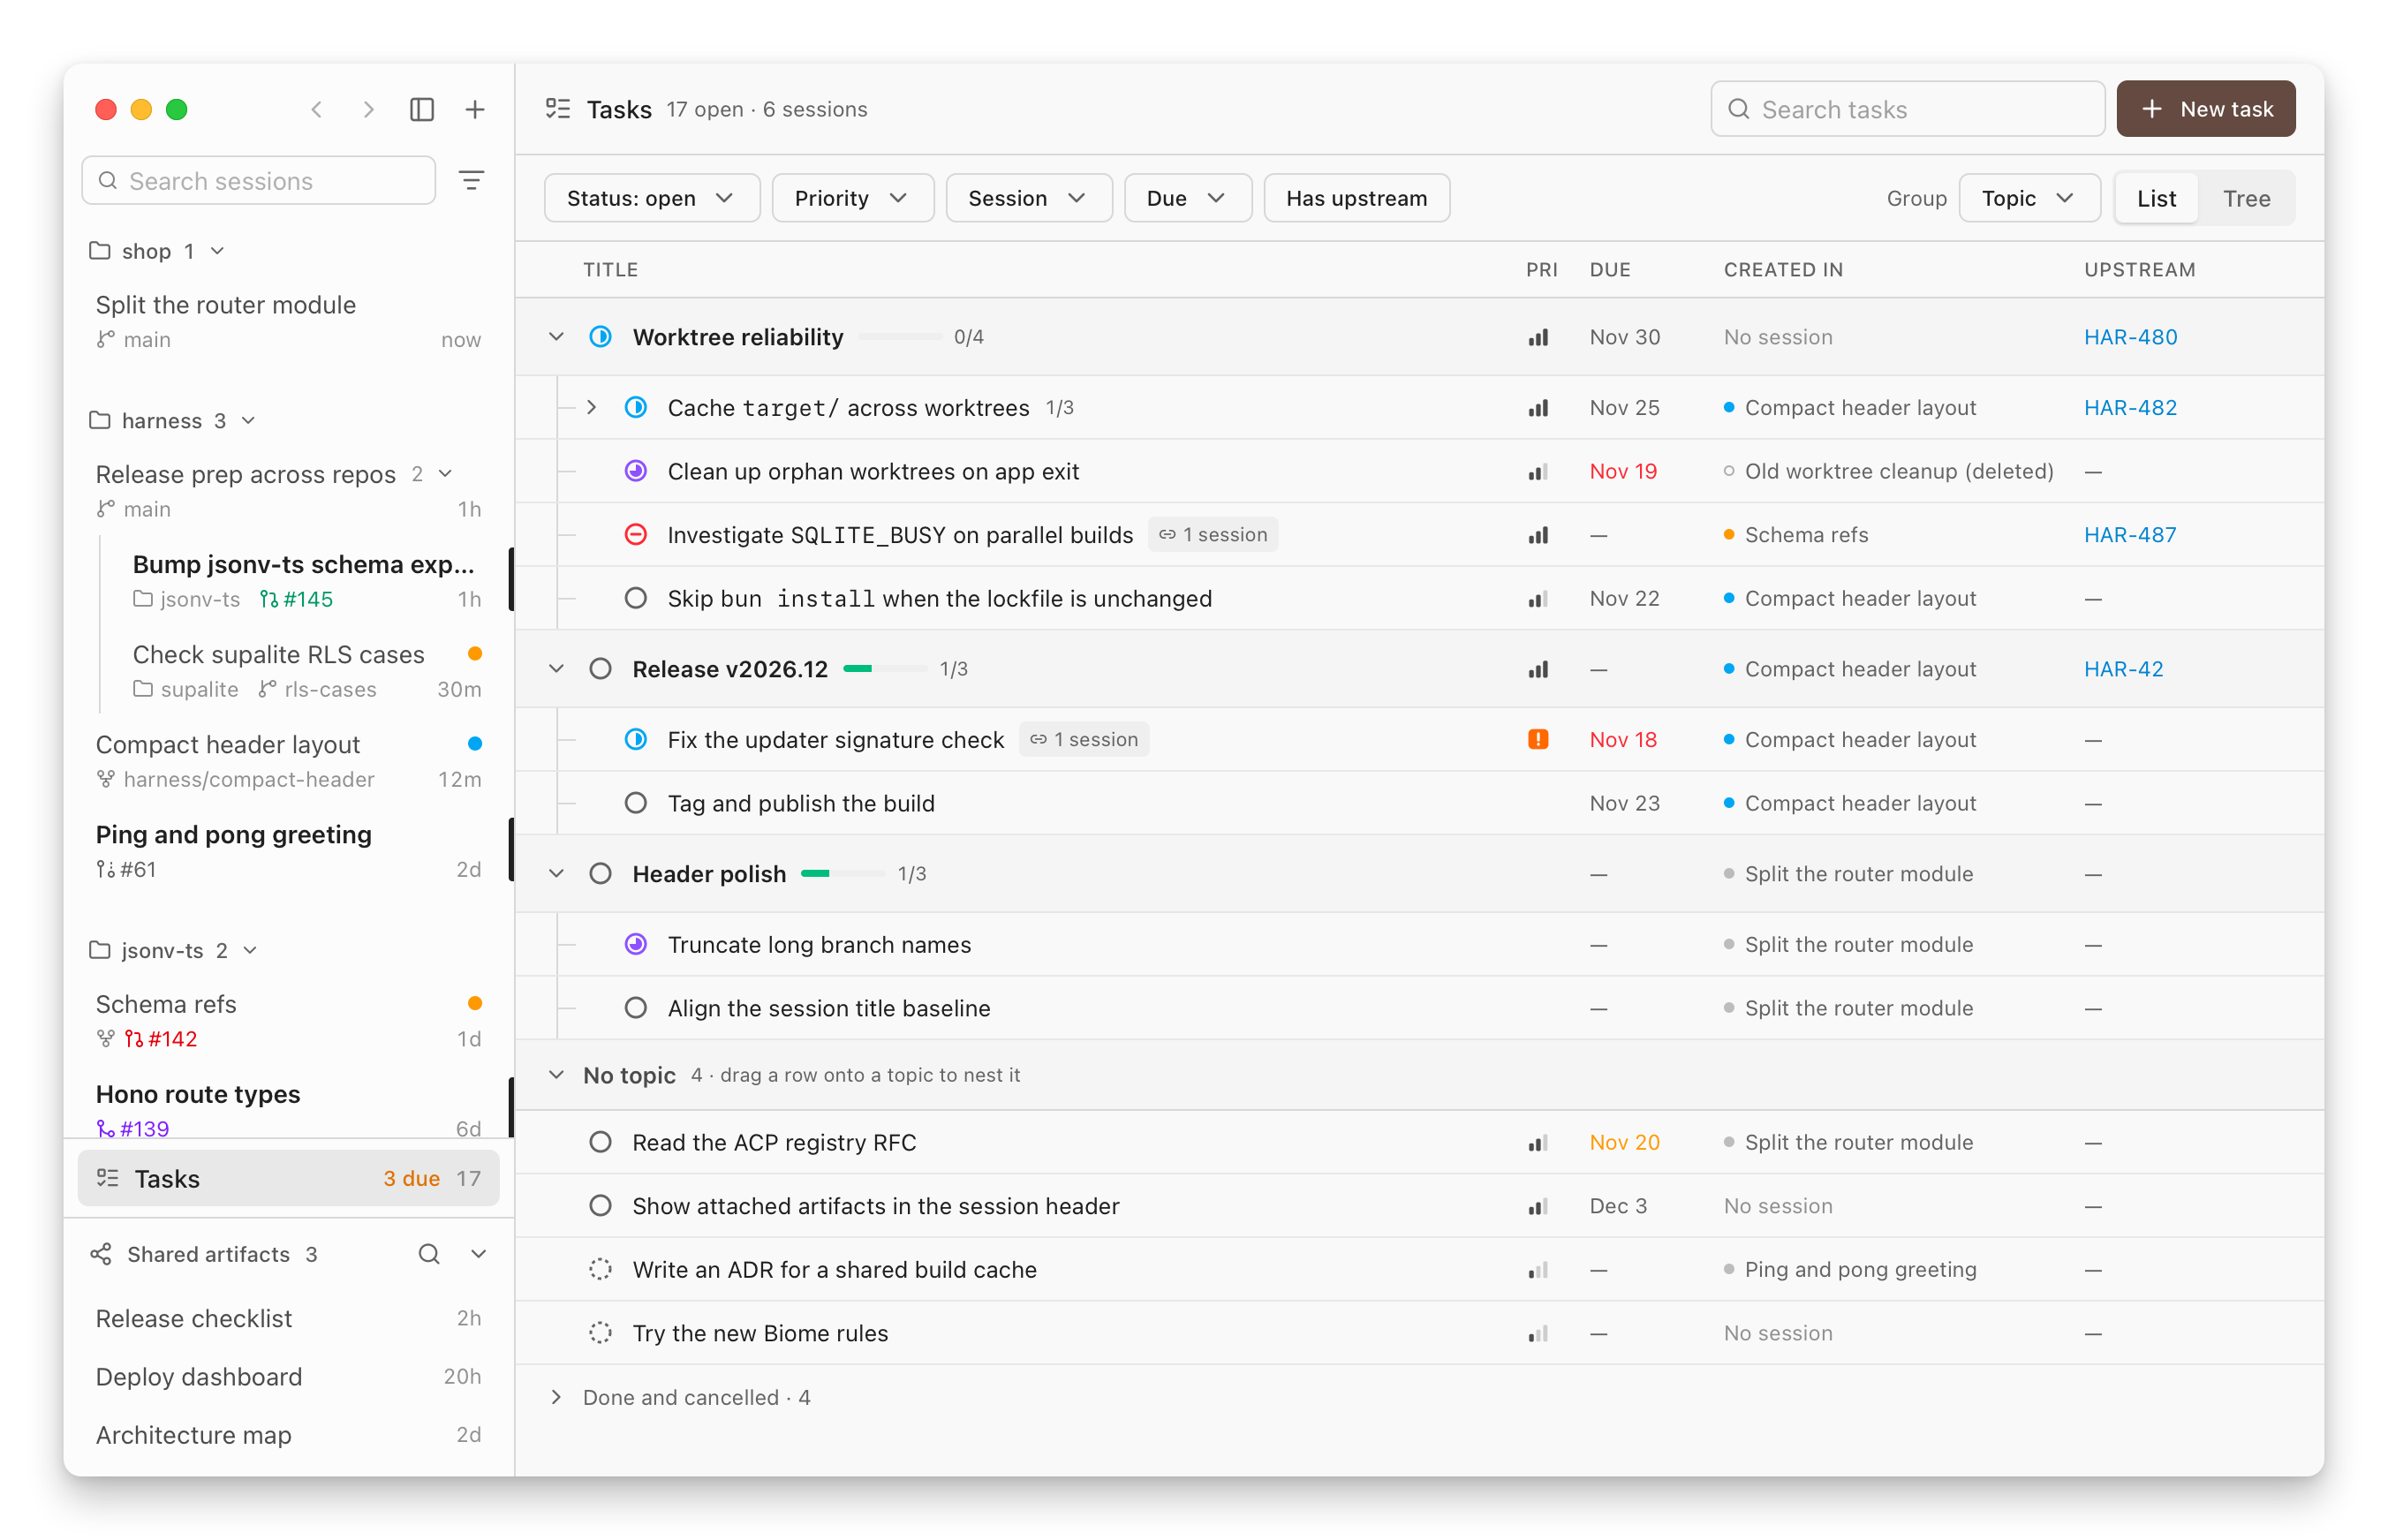 Search sessions
shop 1
Split the router module
main now
harness 3
Release prep across repos 2
main 1h
Bump jsonv-ts schema exp...
jsonv-ts #145 1h
Check supalite RLS cases
supalite rls-cases 30m
Compact header layout
harness/compact-header 12m
Ping and pong greeting
#61 2d
jsonv-ts 2
Schema refs
#142 1d
Hono route types
#139 6d
Tasks 3 due 17
Shared artifacts 3
Release checklist 2h
Deploy dashboard 20h
Architecture map 2d
Tasks 17 open · 6 sessions
Search tasks
+ New task
Status: open Priority Session Due Has upstream
Group Topic List Tree
TITLE PRI DUE CREATED IN UPSTREAM
Worktree reliability 0/4 Nov 30 No session HAR-480
Cache target/ across worktrees 1/3 Nov 25 Compact header layout HAR-482
Clean up orphan worktrees on app exit Nov 19 Old worktree cleanup (deleted) —
Investigate SQLITE_BUSY on parallel builds 1 session — Schema refs HAR-487
Skip bun install when the lockfile is unchanged Nov 22 Compact header layout —
Release v2026.12 1/3 — Compact header layout HAR-42
Fix the updater signature check 1 session Nov 18 Compact header layout —
Tag and publish the build Nov 23 Compact header layout —
Header polish 1/3 — Split the router module —
Truncate long branch names — Split the router module —
Align the session title baseline — Split the router module —
No topic 4 · drag a row onto a topic to nest it
Read the ACP registry RFC Nov 20 Split the router module —
Show attached artifacts in the session header Dec 3 No session —
Write an ADR for a shared build cache — Ping and pong greeting —
Try the new Biome rules — No session —
Done and cancelled · 4